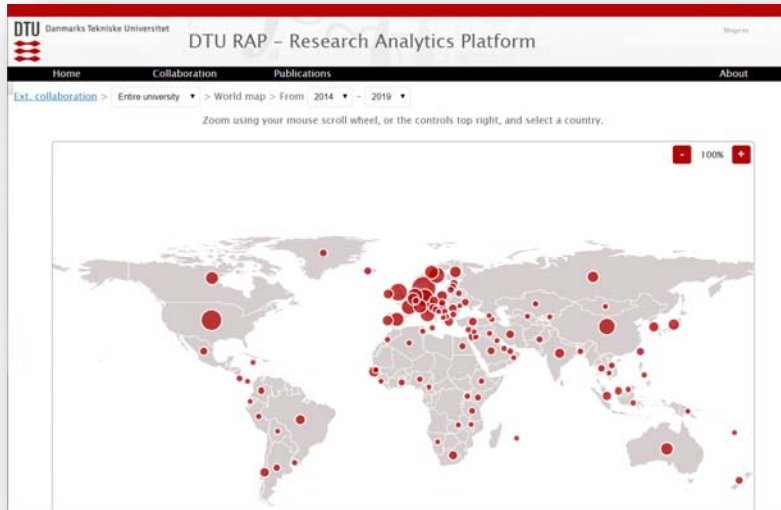 DTU
Danmarks Tekniske Universitet
DTU RAP – Research Analytics Platform
Mogens
Home Collaboration Publications About
Ext. collaboration > Entire university ▼ > World map > From 2014 ▼ - 2019 ▼
Zoom using your mouse scroll wheel, or the controls top right, and select a country.
- 100% +